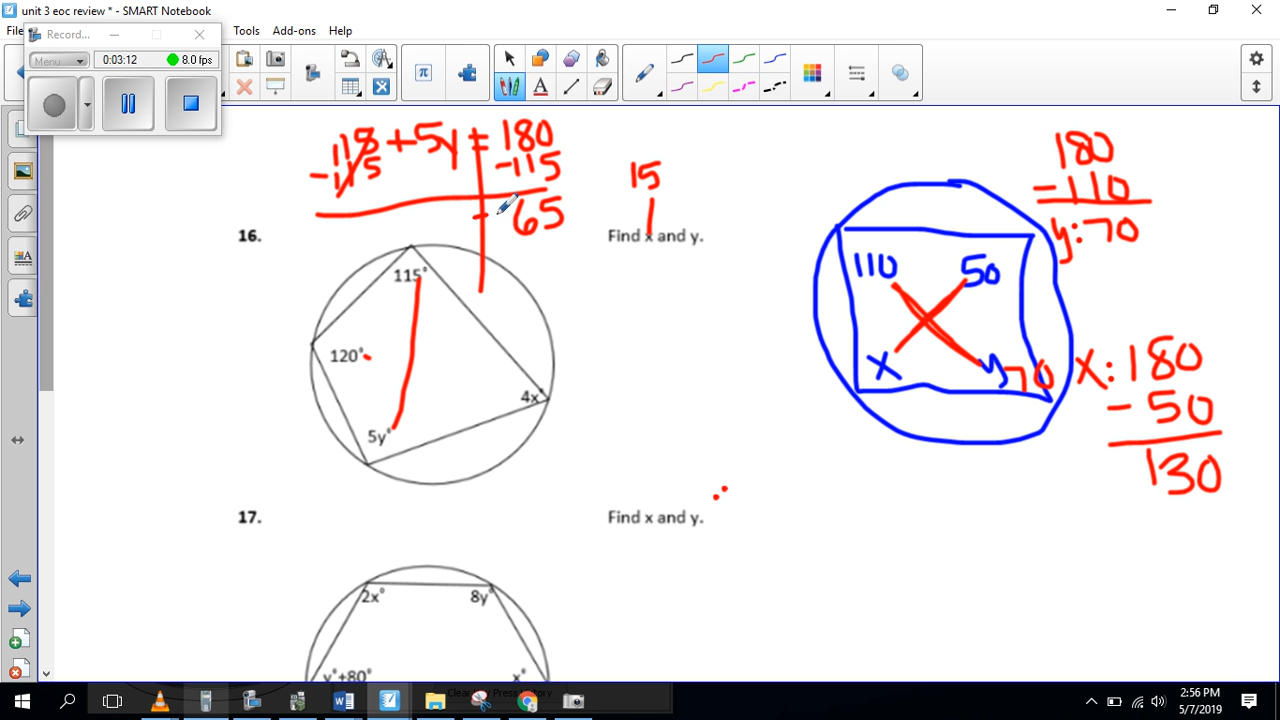 unit 3 eoc review * - SMART Notebook
Record...
Tools Add-ons Help
Menu
0:03:12
8.0 fps
π
A
115 + 5y = 180
-115 -115
= 65
15
16.
Find x and y.
115°
120°
4x°
5y°
110 50
x y 70
180
-110
y: 70
x: 180
- 50
130
17.
Find x and y.
2x° 8y°
y°+80° x°
2:56 PM
5/7/2019